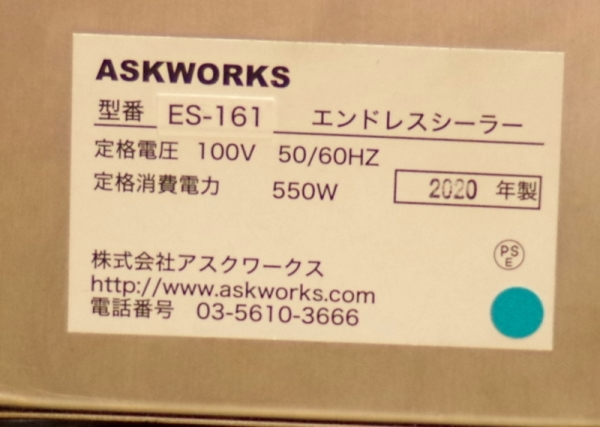 ASKWORKS
型番 ES-161 エンドレスシーラー
定格電圧 100V 50/60HZ
定格消費電力 550W 2020 年製
PS
E
株式会社アスクワークス
http://www.askworks.com
電話番号 03-5610-3666